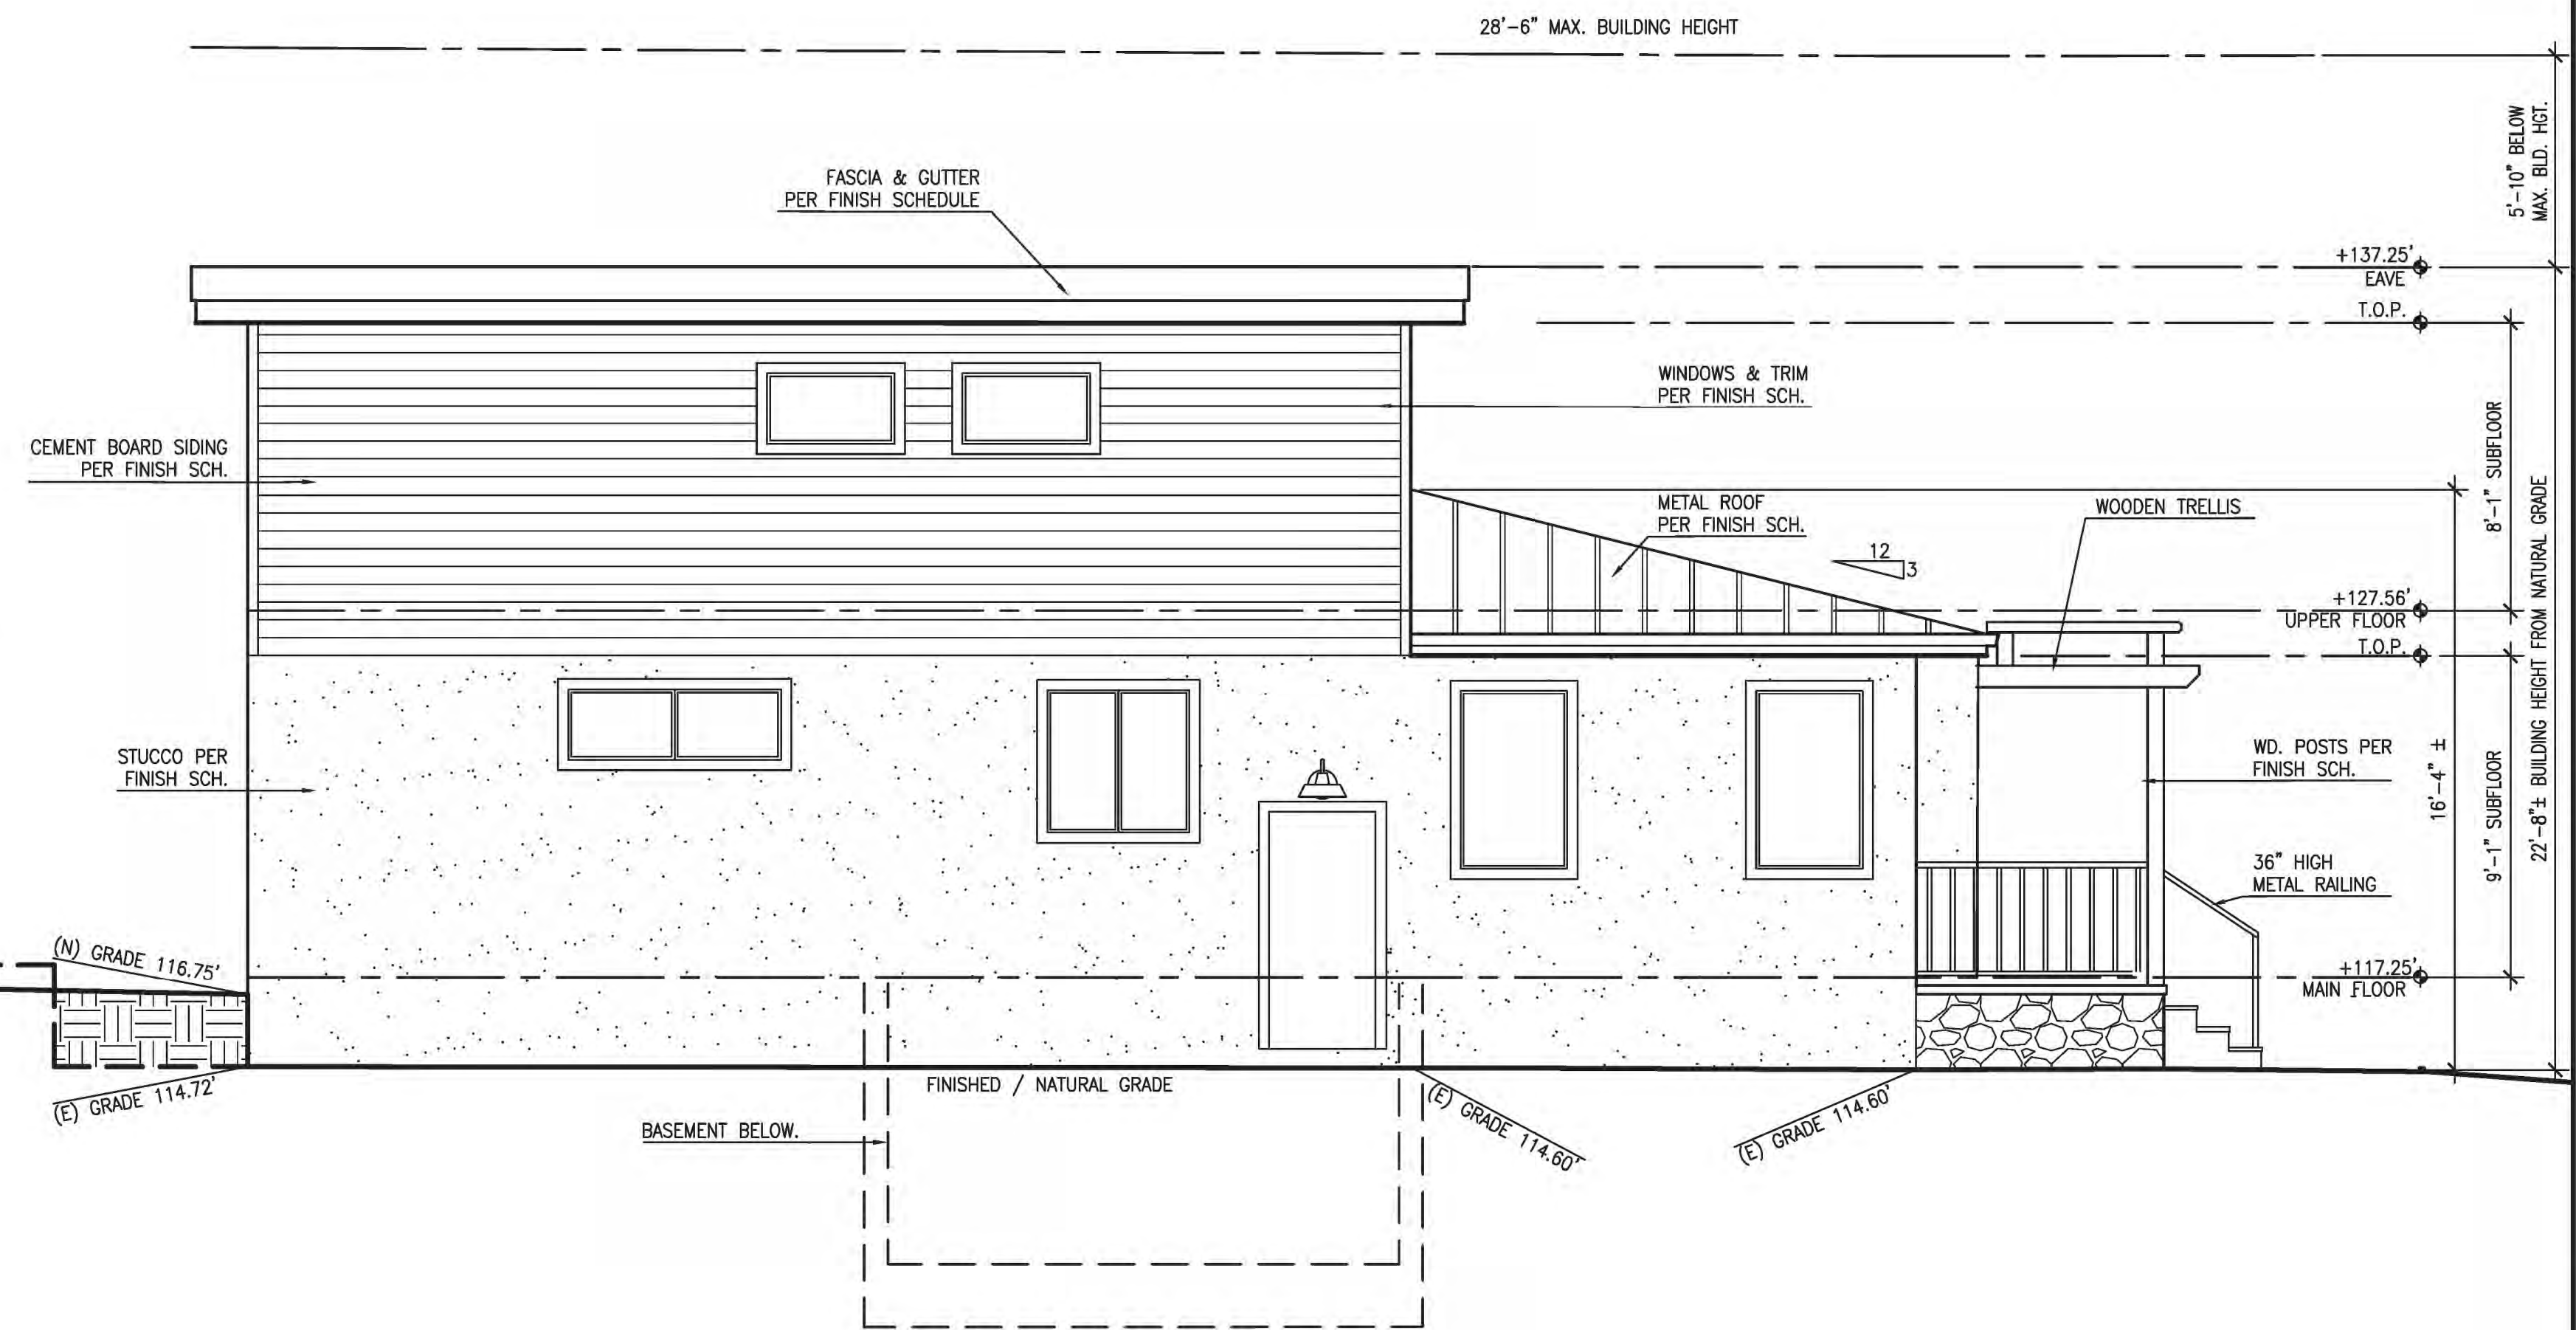 28'-6" MAX. BUILDING HEIGHT
5'-10" BELOW
MAX. BLD. HGT.
FASCIA & GUTTER
PER FINISH SCHEDULE
+137.25'
EAVE
T.O.P.
WINDOWS & TRIM
PER FINISH SCH.
CEMENT BOARD SIDING
PER FINISH SCH.
8'-1" SUBFLOOR
METAL ROOF
PER FINISH SCH.
WOODEN TRELLIS
12
3
+127.56'
UPPER FLOOR
T.O.P.
22'-8"± BUILDING HEIGHT FROM NATURAL GRADE
STUCCO PER
FINISH SCH.
WD. POSTS PER
FINISH SCH.
16'-4" ±
9'-1" SUBFLOOR
36" HIGH
METAL RAILING
(N) GRADE 116.75'
+117.25'
MAIN FLOOR
(E) GRADE 114.72'
FINISHED / NATURAL GRADE
(E) GRADE 114.60'
(E) GRADE 114.60'
BASEMENT BELOW.